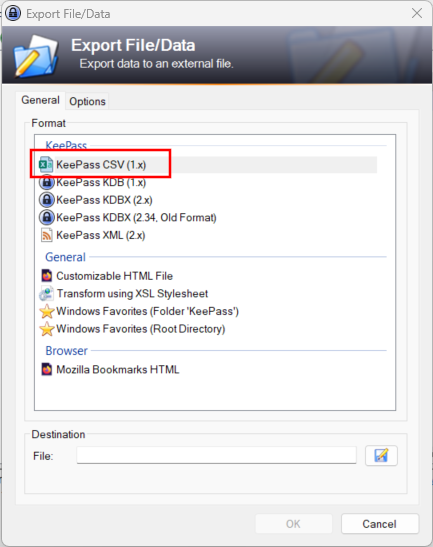 Export File/Data
Export File/Data
Export data to an external file.
General
Options
Format
KeePass
KeePass CSV (1.x)
KeePass KDB (1.x)
KeePass KDBX (2.x)
KeePass KDBX (2.34, Old Format)
KeePass XML (2.x)
General
Customizable HTML File
Transform using XSL Stylesheet
Windows Favorites (Folder 'KeePass')
Windows Favorites (Root Directory)
Browser
Mozilla Bookmarks HTML
Destination
File:
OK
Cancel